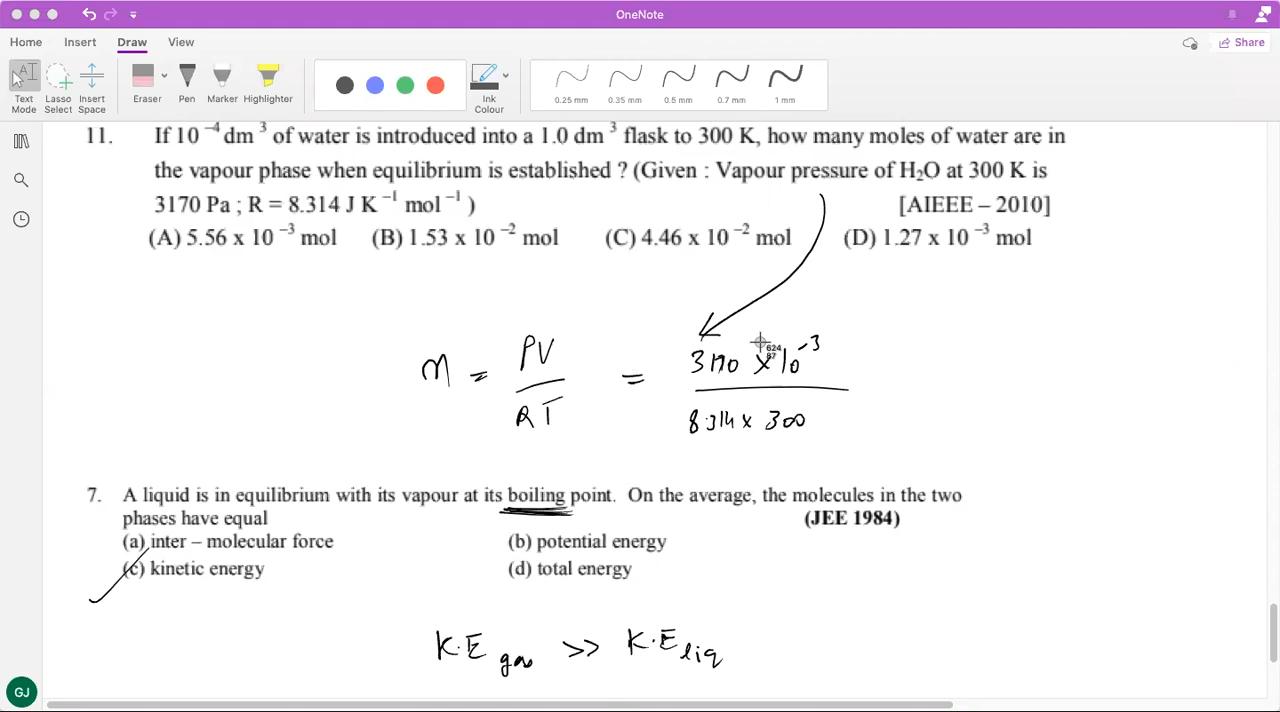 OneNote
Home Insert Draw View
Share
Text Mode
Lasso Select
Insert Space
Eraser
Pen
Marker
Highlighter
Ink Colour
0.25 mm
0.35 mm
0.5 mm
0.7 mm
1 mm
11. If 10⁻⁴ dm³ of water is introduced into a 1.0 dm³ flask to 300 K, how many moles of water are in
the vapour phase when equilibrium is established ? (Given : Vapour pressure of H₂O at 300 K is
3170 Pa ; R = 8.314 J K⁻¹ mol⁻¹ ) [AIEEE – 2010]
(A) 5.56 x 10⁻³ mol (B) 1.53 x 10⁻² mol (C) 4.46 x 10⁻² mol (D) 1.27 x 10⁻³ mol
n = PV / RT = 3170 × 10⁻³ / 8.314 × 300
624
87
7. A liquid is in equilibrium with its vapour at its boiling point. On the average, the molecules in the two
phases have equal (JEE 1984)
(a) inter – molecular force (b) potential energy
(c) kinetic energy (d) total energy
K.E gas >> K.E liq
GJ